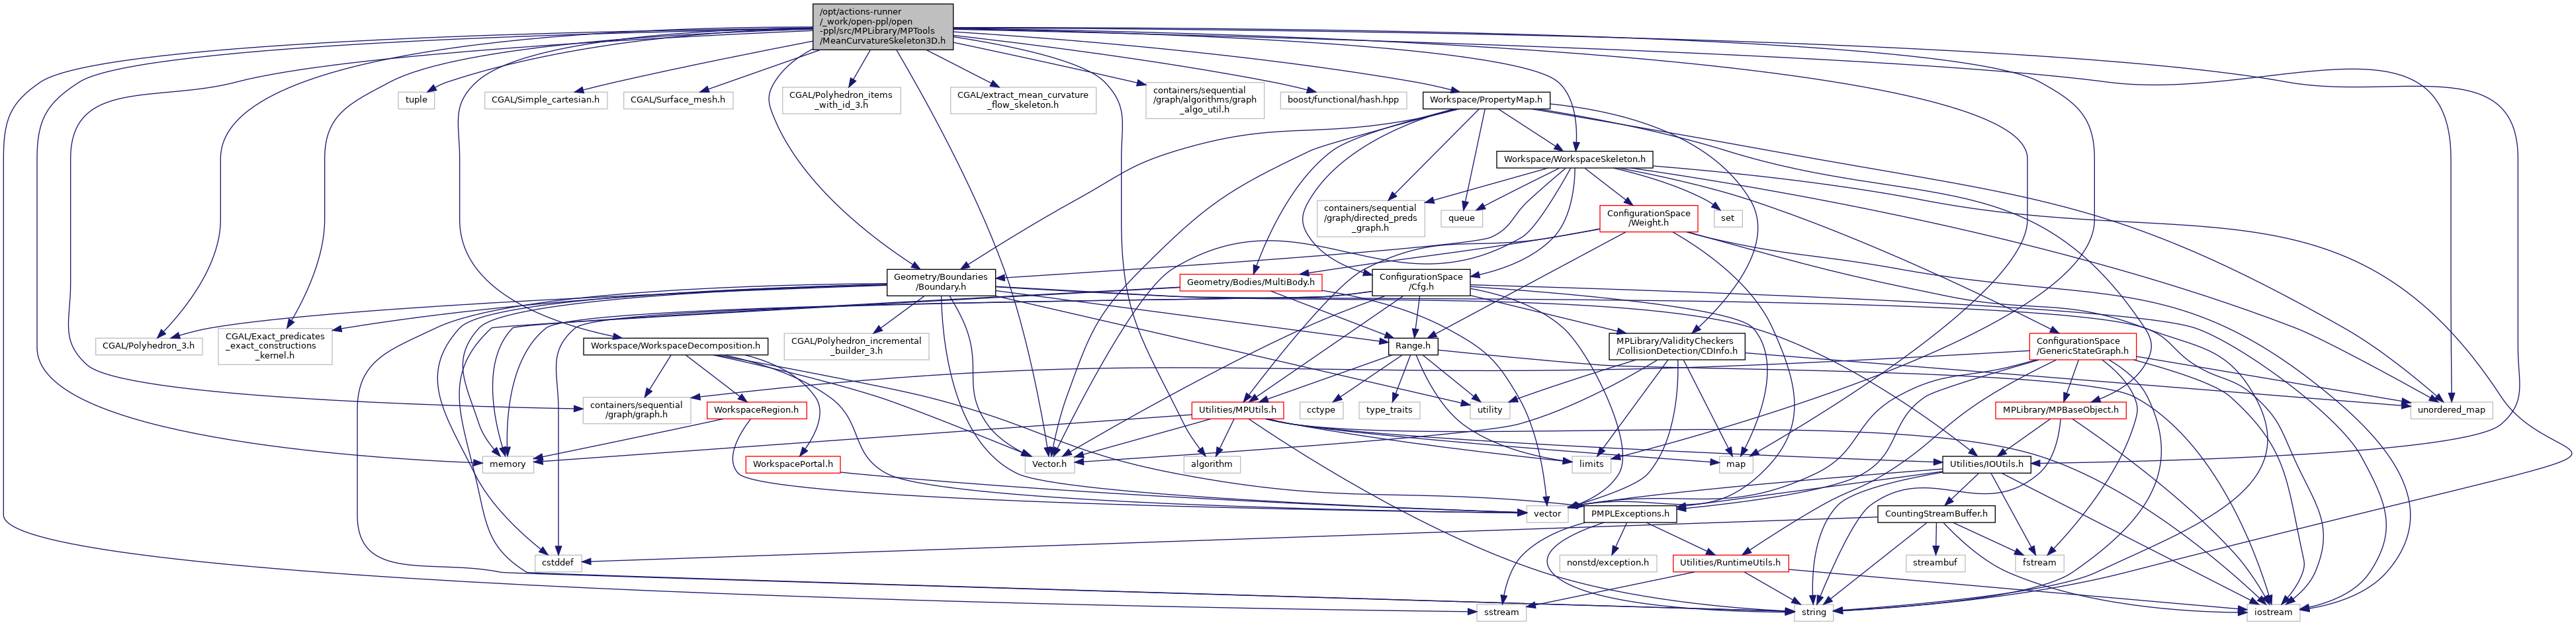 /opt/actions-runner
/_work/open-ppl/open
-ppl/src/MPLibrary/MPTools
/MeanCurvatureSkeleton3D.h
tuple
CGAL/Simple_cartesian.h
CGAL/Surface_mesh.h
CGAL/Polyhedron_items
_with_id_3.h
CGAL/extract_mean_curvature
_flow_skeleton.h
containers/sequential
/graph/algorithms/graph
_algo_util.h
boost/functional/hash.hpp
Workspace/PropertyMap.h
Workspace/WorkspaceSkeleton.h
containers/sequential
/graph/directed_preds
_graph.h
queue
ConfigurationSpace
/Weight.h
set
Geometry/Boundaries
/Boundary.h
Geometry/Bodies/MultiBody.h
ConfigurationSpace
/Cfg.h
CGAL/Polyhedron_3.h
CGAL/Exact_predicates
_exact_constructions
_kernel.h
Workspace/WorkspaceDecomposition.h
CGAL/Polyhedron_incremental
_builder_3.h
Range.h
MPLibrary/ValidityCheckers
/CollisionDetection/CDInfo.h
ConfigurationSpace
/GenericStateGraph.h
containers/sequential
/graph/graph.h
WorkspaceRegion.h
Utilities/MPUtils.h
cctype
type_traits
utility
MPLibrary/MPBaseObject.h
unordered_map
memory
WorkspacePortal.h
Vector.h
algorithm
limits
map
Utilities/IOUtils.h
vector
PMPLExceptions.h
CountingStreamBuffer.h
cstddef
nonstd/exception.h
Utilities/RuntimeUtils.h
streambuf
fstream
sstream
string
iostream